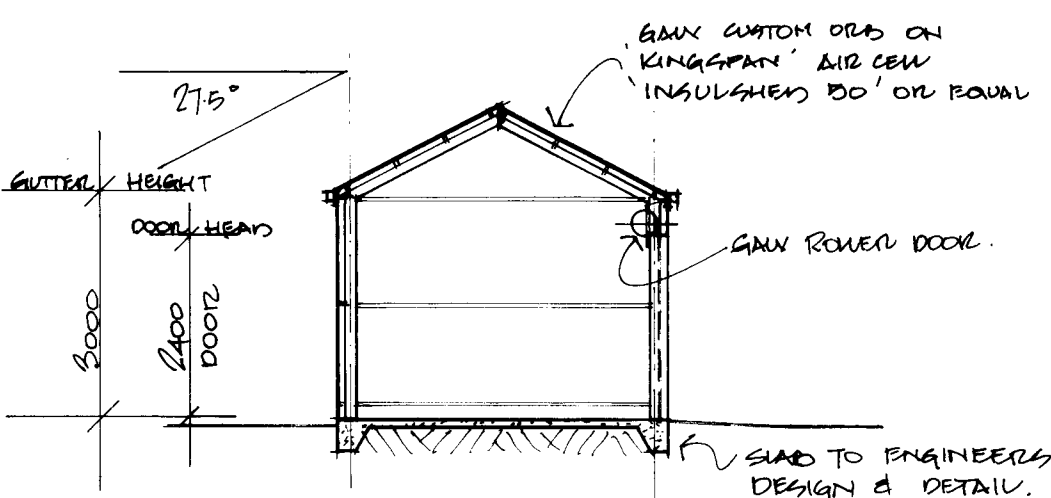 GALV CUSTOM ORB ON
'KINGSPAN' AIR CELL
'INSULSHED 50' OR EQUAL
27.5°
GUTTER HEIGHT
DOOR HEAD
GALV ROLLER DOOR.
3000
2400
DOOR
SLAB TO ENGINEERS
DESIGN & DETAIL.